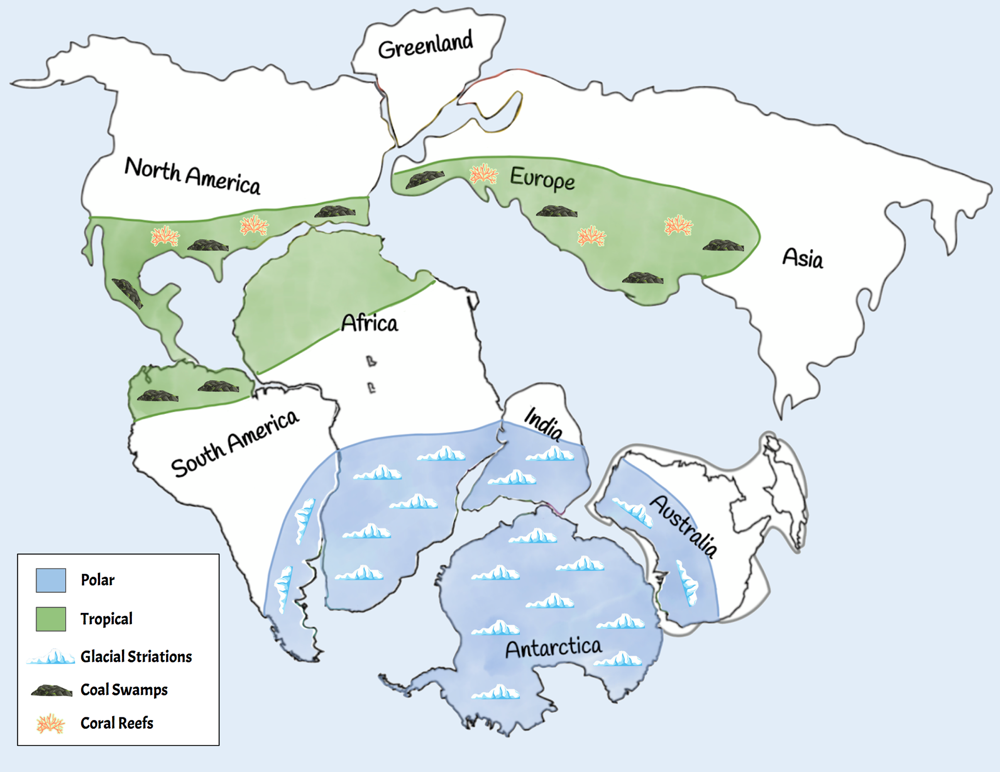 Greenland
North America
Europe
Asia
Africa
India
South America
Australia
Antarctica
Polar
Tropical
Glacial Striations
Coal Swamps
Coral Reefs